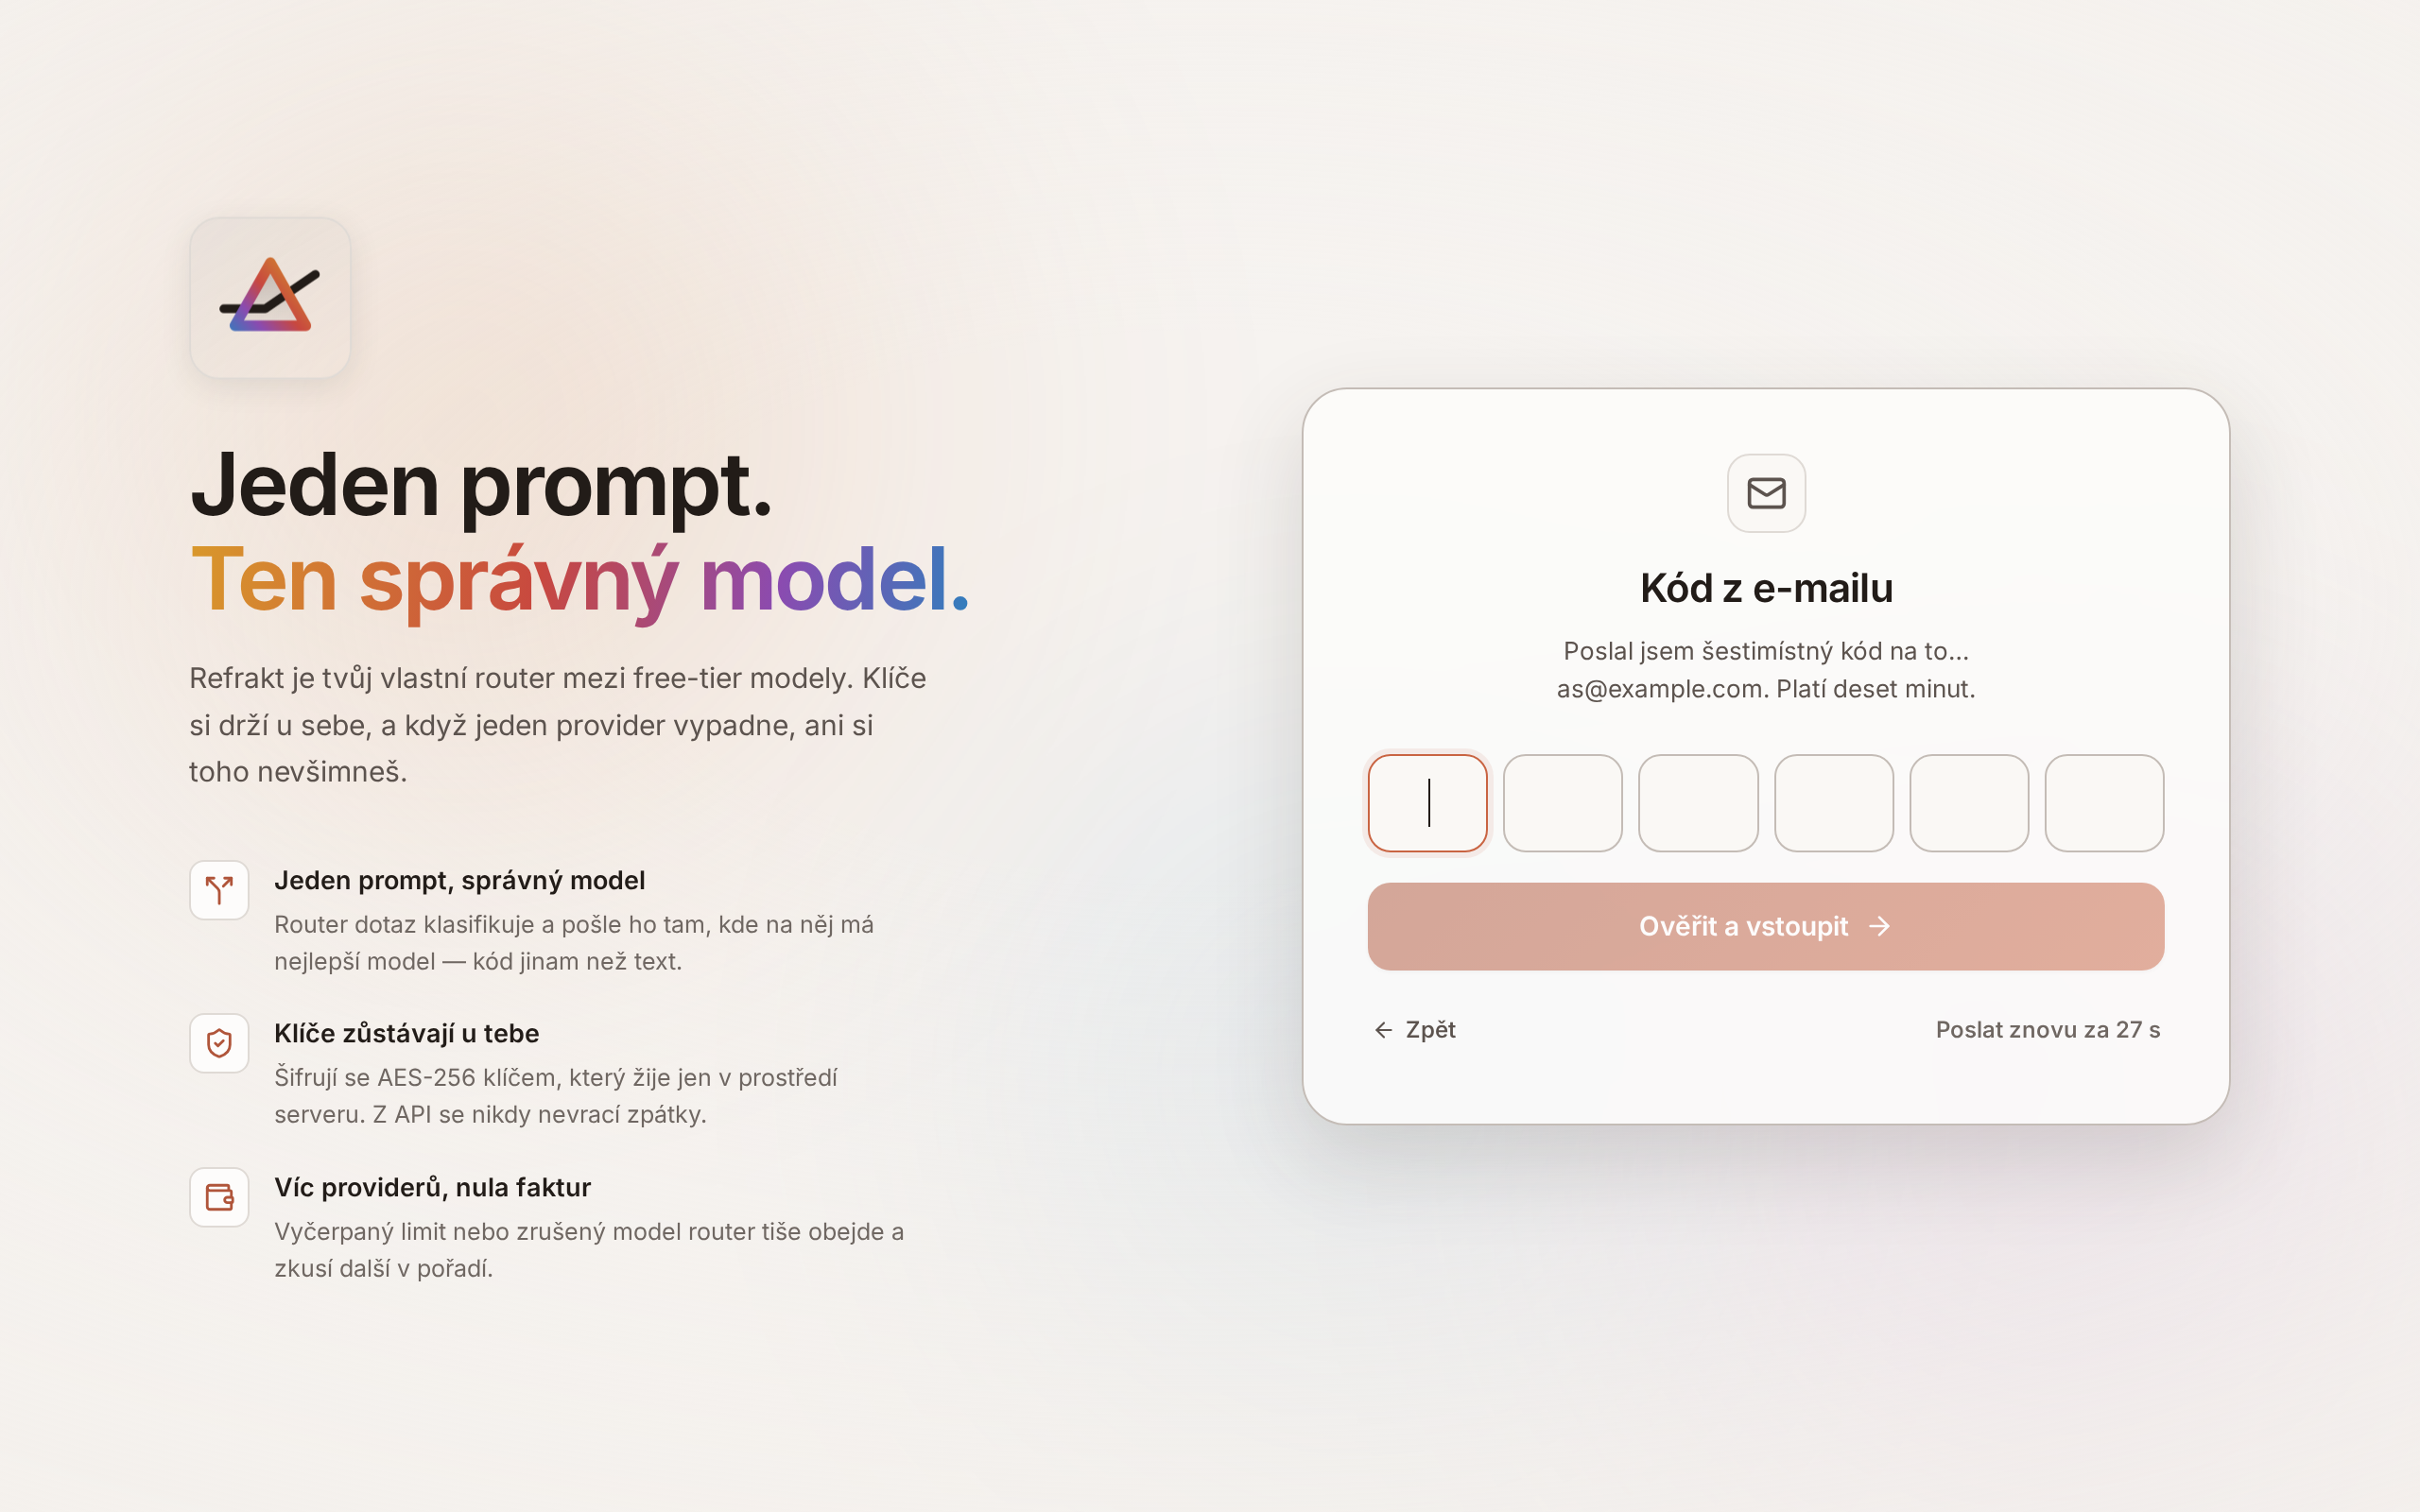 Jeden prompt.
Ten správný model.
Refrakt je tvůj vlastní router mezi free-tier modely. Klíče
si drží u sebe, a když jeden provider vypadne, ani si
toho nevšimneš.
Jeden prompt, správný model
Router dotaz klasifikuje a pošle ho tam, kde na něj má
nejlepší model — kód jinam než text.
Klíče zůstávají u tebe
Šifrují se AES-256 klíčem, který žije jen v prostředí
serveru. Z API se nikdy nevrací zpátky.
Víc providerů, nula faktur
Vyčerpaný limit nebo zrušený model router tiše obejde a
zkusí další v pořadí.
Kód z e-mailu
Poslal jsem šestimístný kód na to…
as@example.com. Platí deset minut.
Ověřit a vstoupit →
← Zpět
Poslat znovu za 27 s